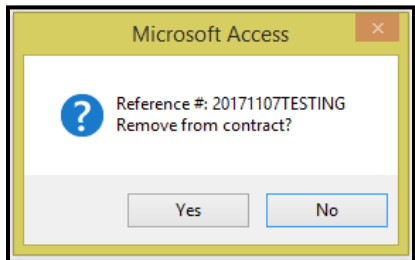 Microsoft Access
Reference #: 20171107TESTING
Remove from contract?
Yes
No